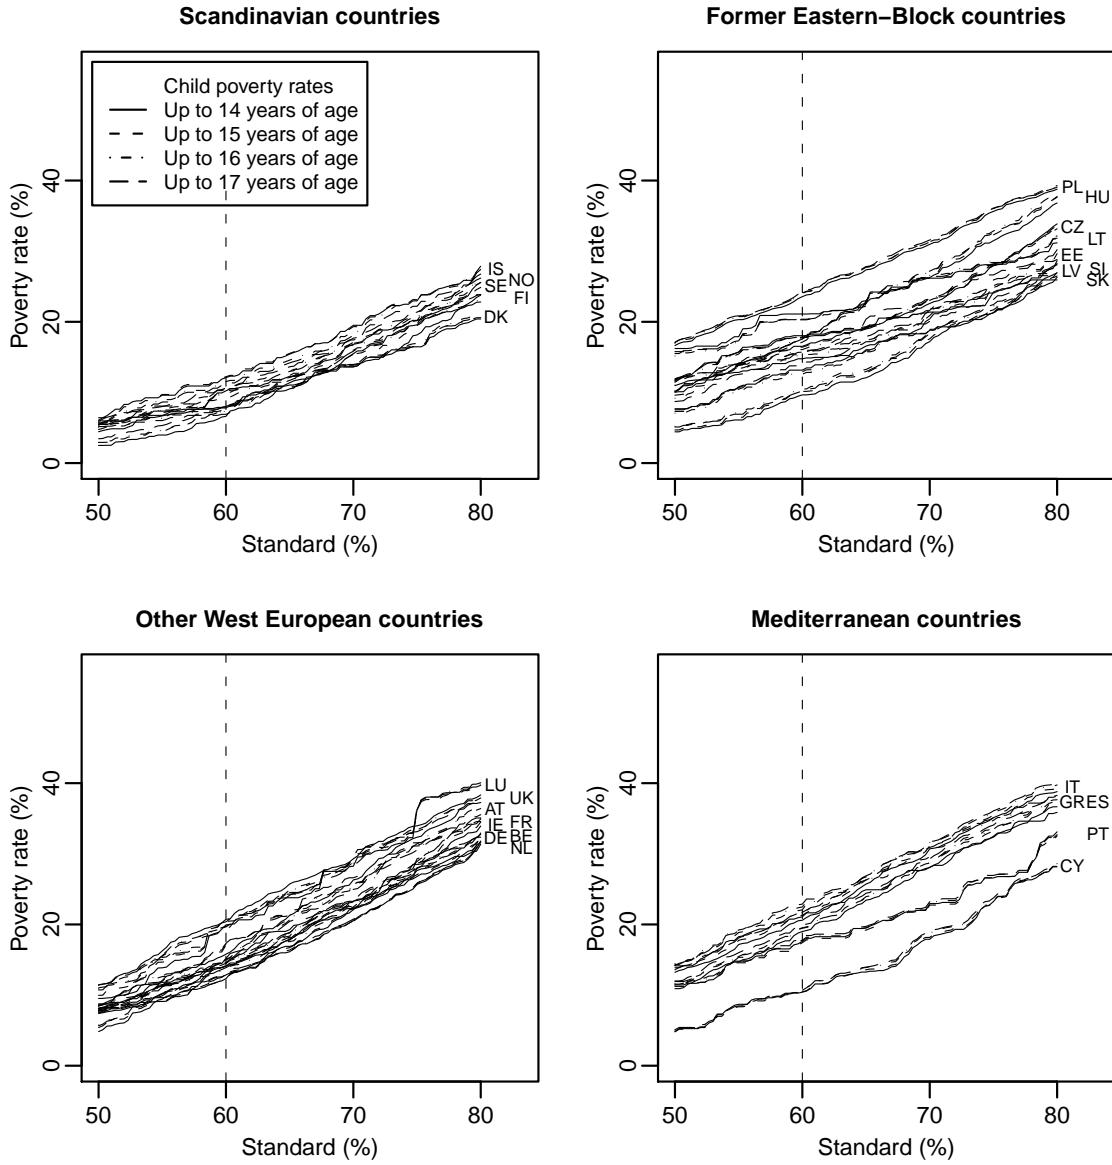 Scandinavian countries
Child poverty rates
Up to 14 years of age
Up to 15 years of age
Up to 16 years of age
Up to 17 years of age
Poverty rate (%)
0 20 40
IS
NO
SE
FI
DK
50 60 70 80
Standard (%)
Former Eastern−Block countries
Poverty rate (%)
0 20 40
PL
HU
CZ
LT
EE
LV SI
SK
50 60 70 80
Standard (%)
Other West European countries
Poverty rate (%)
0 20 40
LU
UK
AT
IE FR
DE BE
NL
50 60 70 80
Standard (%)
Mediterranean countries
Poverty rate (%)
0 20 40
IT
GR ES
PT
CY
50 60 70 80
Standard (%)